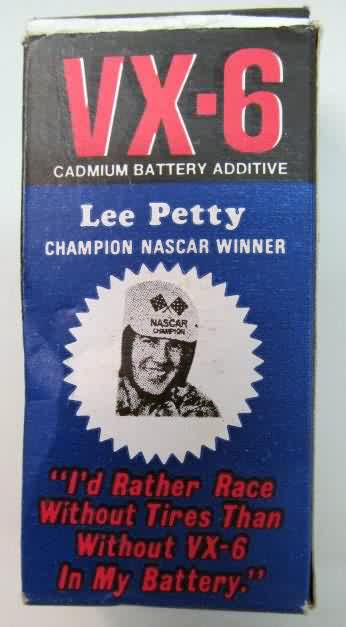 VX-6
CADMIUM BATTERY ADDITIVE
Lee Petty
CHAMPION NASCAR WINNER
NASCAR
CHAMPION
"I'd Rather Race
Without Tires Than
Without VX-6
In My Battery."